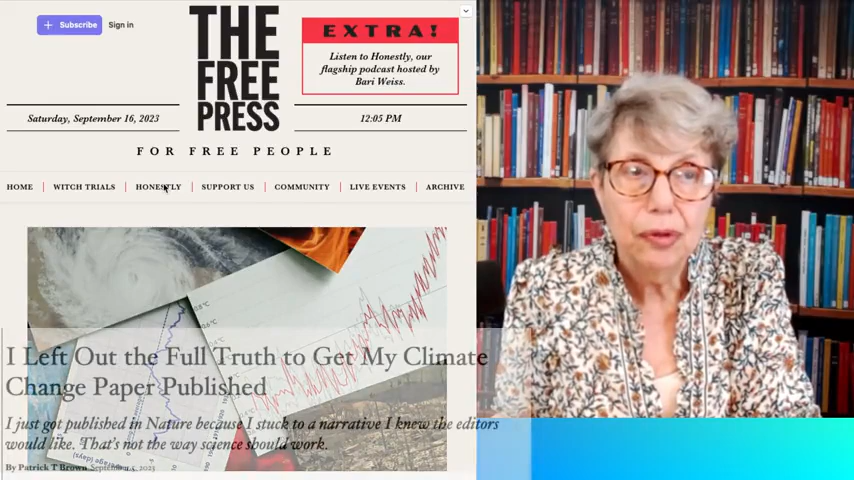 Subscribe
Sign in
THE
FREE
PRESS
EXTRA!
Listen to Honestly, our
flagship podcast hosted by
Bari Weiss.
Saturday, September 16, 2023
12:05 PM
FOR FREE PEOPLE
HOME
WITCH TRIALS
HONESTLY
SUPPORT US
COMMUNITY
LIVE EVENTS
ARCHIVE
I Left Out the Full Truth to Get My Climate
Change Paper Published
I just got published in Nature because I stuck to a narrative I knew the editors
would like. That's not the way science should work.
By Patrick T Brown September 5, 2023